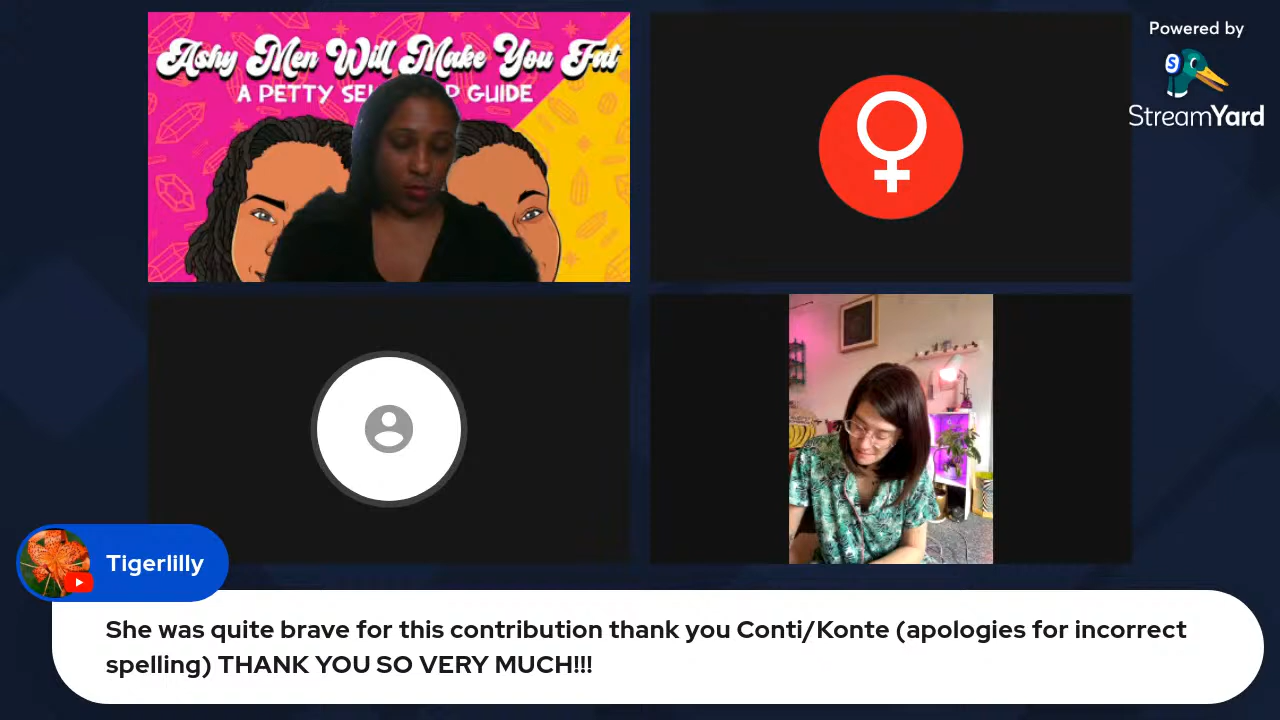 Ashy Men Will Make You Fat
A PETTY GUIDE
Powered by
S
StreamYard
Tigerlilly
She was quite brave for this contribution thank you Conti/Konte (apologies for incorrect
spelling) THANK YOU SO VERY MUCH!!!